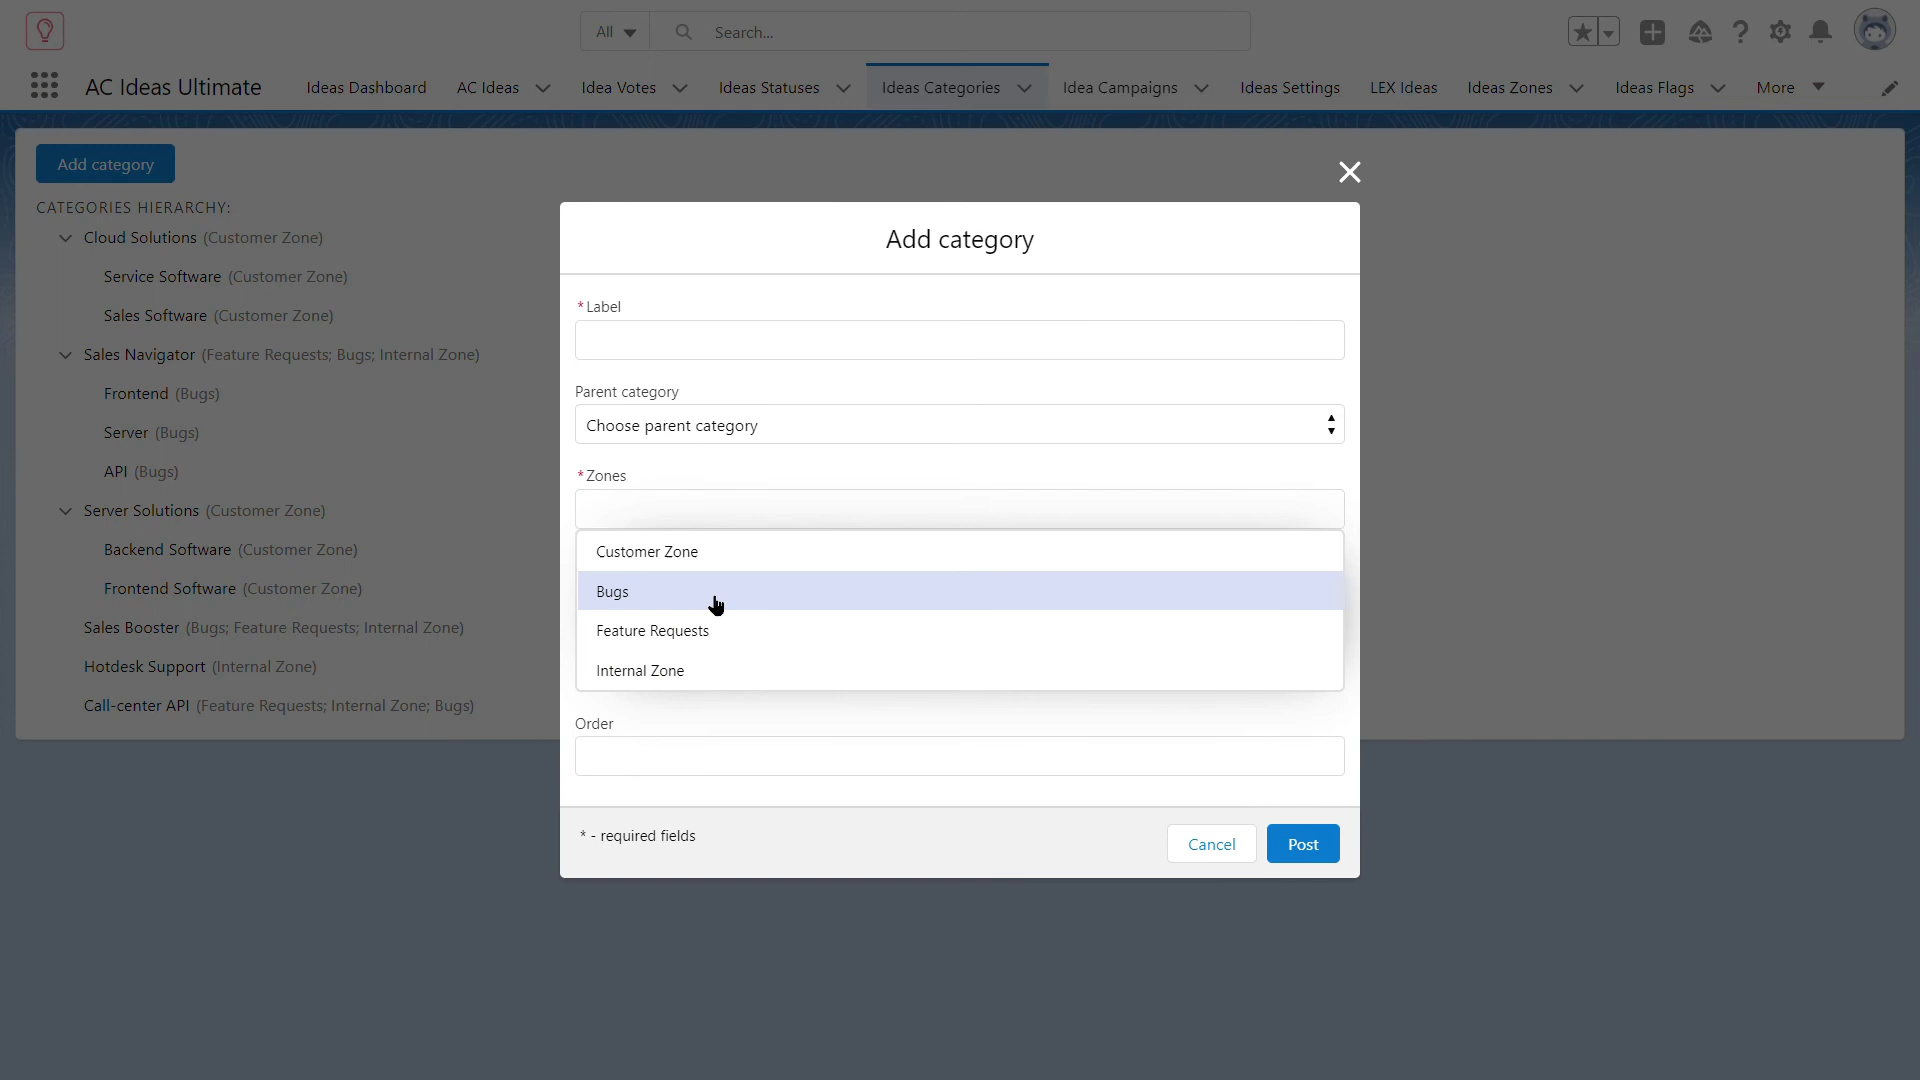 All
Search...
AC Ideas Ultimate
Ideas Dashboard
AC Ideas
Idea Votes
Ideas Statuses
Ideas Categories
Idea Campaigns
Ideas Settings
LEX Ideas
Ideas Zones
Ideas Flags
More
Add category
CATEGORIES HIERARCHY:
Cloud Solutions (Customer Zone)
Service Software (Customer Zone)
Sales Software (Customer Zone)
Sales Navigator (Feature Requests; Bugs; Internal Zone)
Frontend (Bugs)
Server (Bugs)
API (Bugs)
Server Solutions (Customer Zone)
Backend Software (Customer Zone)
Frontend Software (Customer Zone)
Sales Booster (Bugs; Feature Requests; Internal Zone)
Hotdesk Support (Internal Zone)
Call-center API (Feature Requests; Internal Zone; Bugs)
Add category
* Label
Parent category
Choose parent category
* Zones
Customer Zone
Bugs
Feature Requests
Internal Zone
Order
* - required fields
Cancel
Post